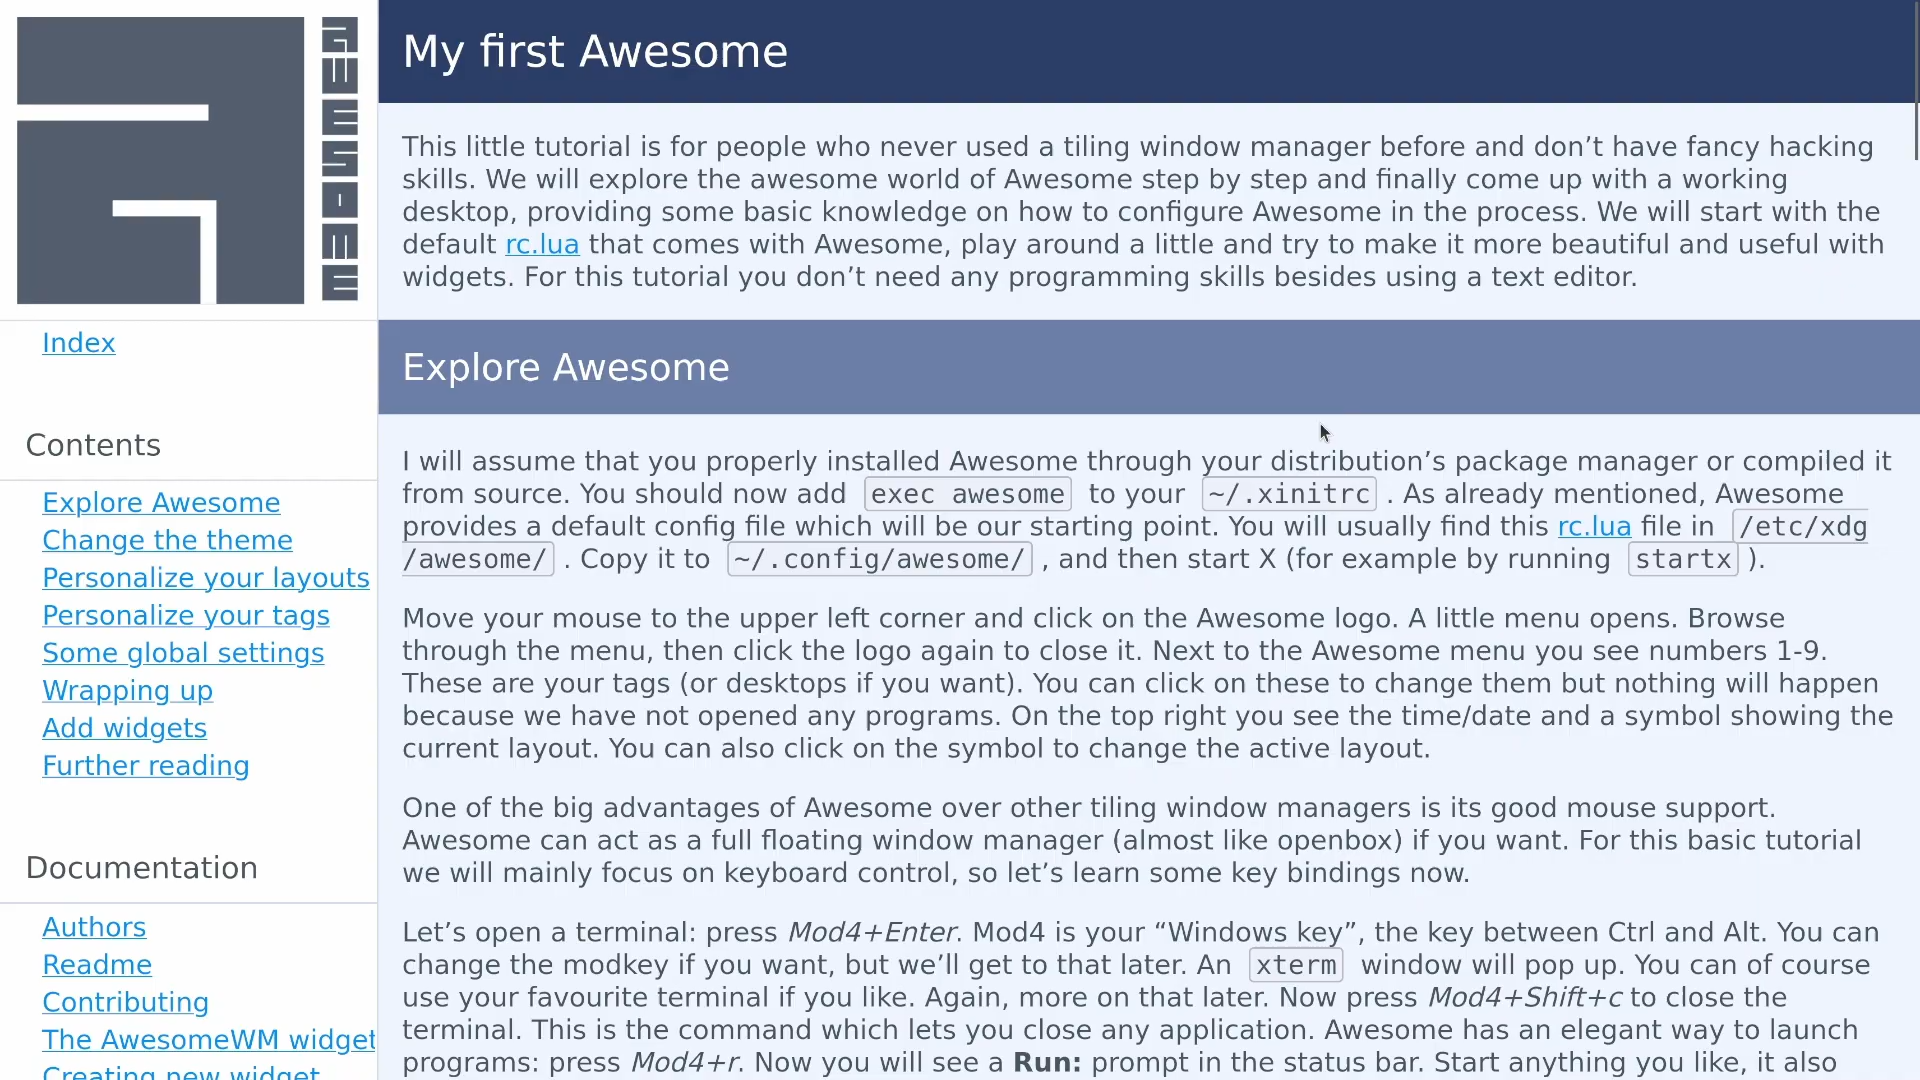 AWESOME
Index
Contents
Explore Awesome
Change the theme
Personalize your layouts
Personalize your tags
Some global settings
Wrapping up
Add widgets
Further reading
Documentation
Authors
Readme
Contributing
The AwesomeWM widget
Creating new widget
My first Awesome
This little tutorial is for people who never used a tiling window manager before and don’t have fancy hacking
skills. We will explore the awesome world of Awesome step by step and finally come up with a working
desktop, providing some basic knowledge on how to configure Awesome in the process. We will start with the
default rc.lua that comes with Awesome, play around a little and try to make it more beautiful and useful with
widgets. For this tutorial you don’t need any programming skills besides using a text editor.
Explore Awesome
I will assume that you properly installed Awesome through your distribution’s package manager or compiled it
from source. You should now add exec awesome to your ~/.xinitrc . As already mentioned, Awesome
provides a default config file which will be our starting point. You will usually find this rc.lua file in /etc/xdg
/awesome/ . Copy it to ~/.config/awesome/ , and then start X (for example by running startx ).
Move your mouse to the upper left corner and click on the Awesome logo. A little menu opens. Browse
through the menu, then click the logo again to close it. Next to the Awesome menu you see numbers 1-9.
These are your tags (or desktops if you want). You can click on these to change them but nothing will happen
because we have not opened any programs. On the top right you see the time/date and a symbol showing the
current layout. You can also click on the symbol to change the active layout.
One of the big advantages of Awesome over other tiling window managers is its good mouse support.
Awesome can act as a full floating window manager (almost like openbox) if you want. For this basic tutorial
we will mainly focus on keyboard control, so let’s learn some key bindings now.
Let’s open a terminal: press Mod4+Enter. Mod4 is your “Windows key”, the key between Ctrl and Alt. You can
change the modkey if you want, but we’ll get to that later. An xterm window will pop up. You can of course
use your favourite terminal if you like. Again, more on that later. Now press Mod4+Shift+c to close the
terminal. This is the command which lets you close any application. Awesome has an elegant way to launch
programs: press Mod4+r. Now you will see a Run: prompt in the status bar. Start anything you like, it also